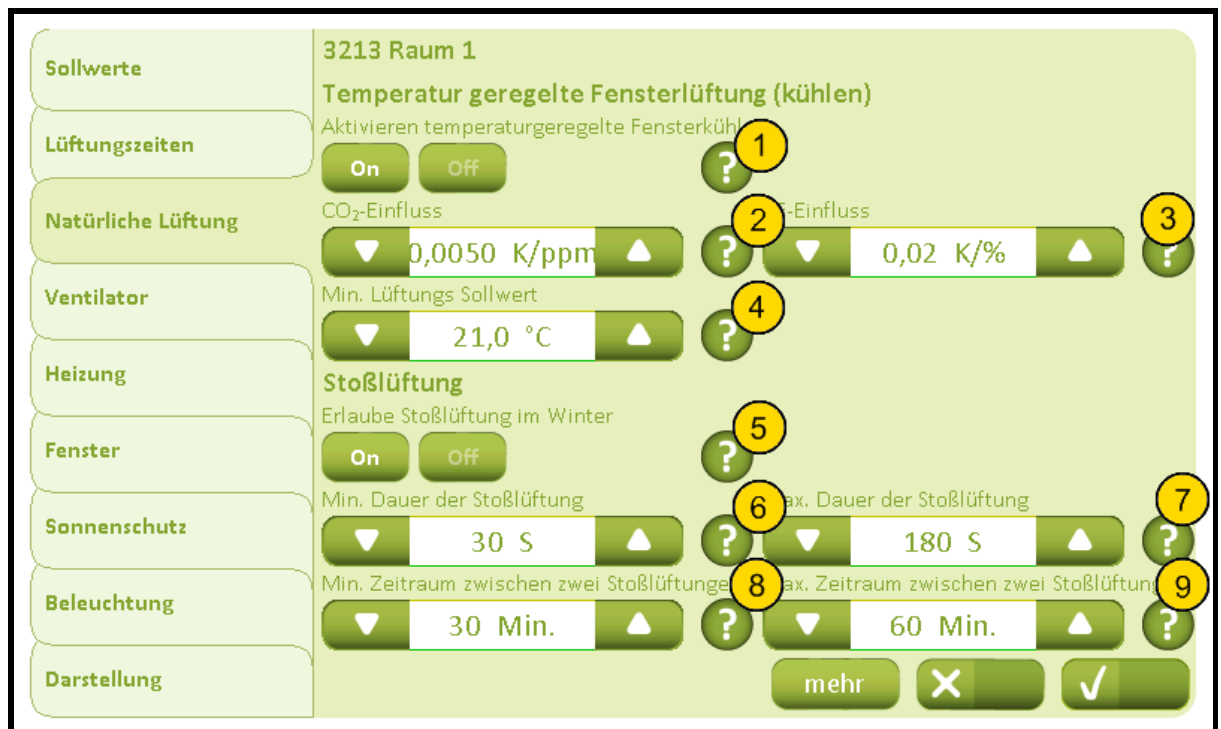 Sollwerte
Lüftungszeiten
Natürliche Lüftung
Ventilator
Heizung
Fenster
Sonnenschutz
Beleuchtung
Darstellung
3213 Raum 1
Temperatur geregelte Fensterlüftung (kühlen)
Aktivieren temperaturgeregelte Fensterkühl
On Off ? 1
CO₂-Einfluss
0,0050 K/ppm ? 2
-Einfluss
0,02 K/% ? 3
Min. Lüftungs Sollwert
21,0 °C ? 4
Stoßlüftung
Erlaube Stoßlüftung im Winter
On Off ? 5
Min. Dauer der Stoßlüftung
30 S ? 6
ax. Dauer der Stoßlüftung
180 S ? 7
Min. Zeitraum zwischen zwei Stoßlüftunge
30 Min. ? 8
ax. Zeitraum zwischen zwei Stoßlüftun
60 Min. ? 9
mehr